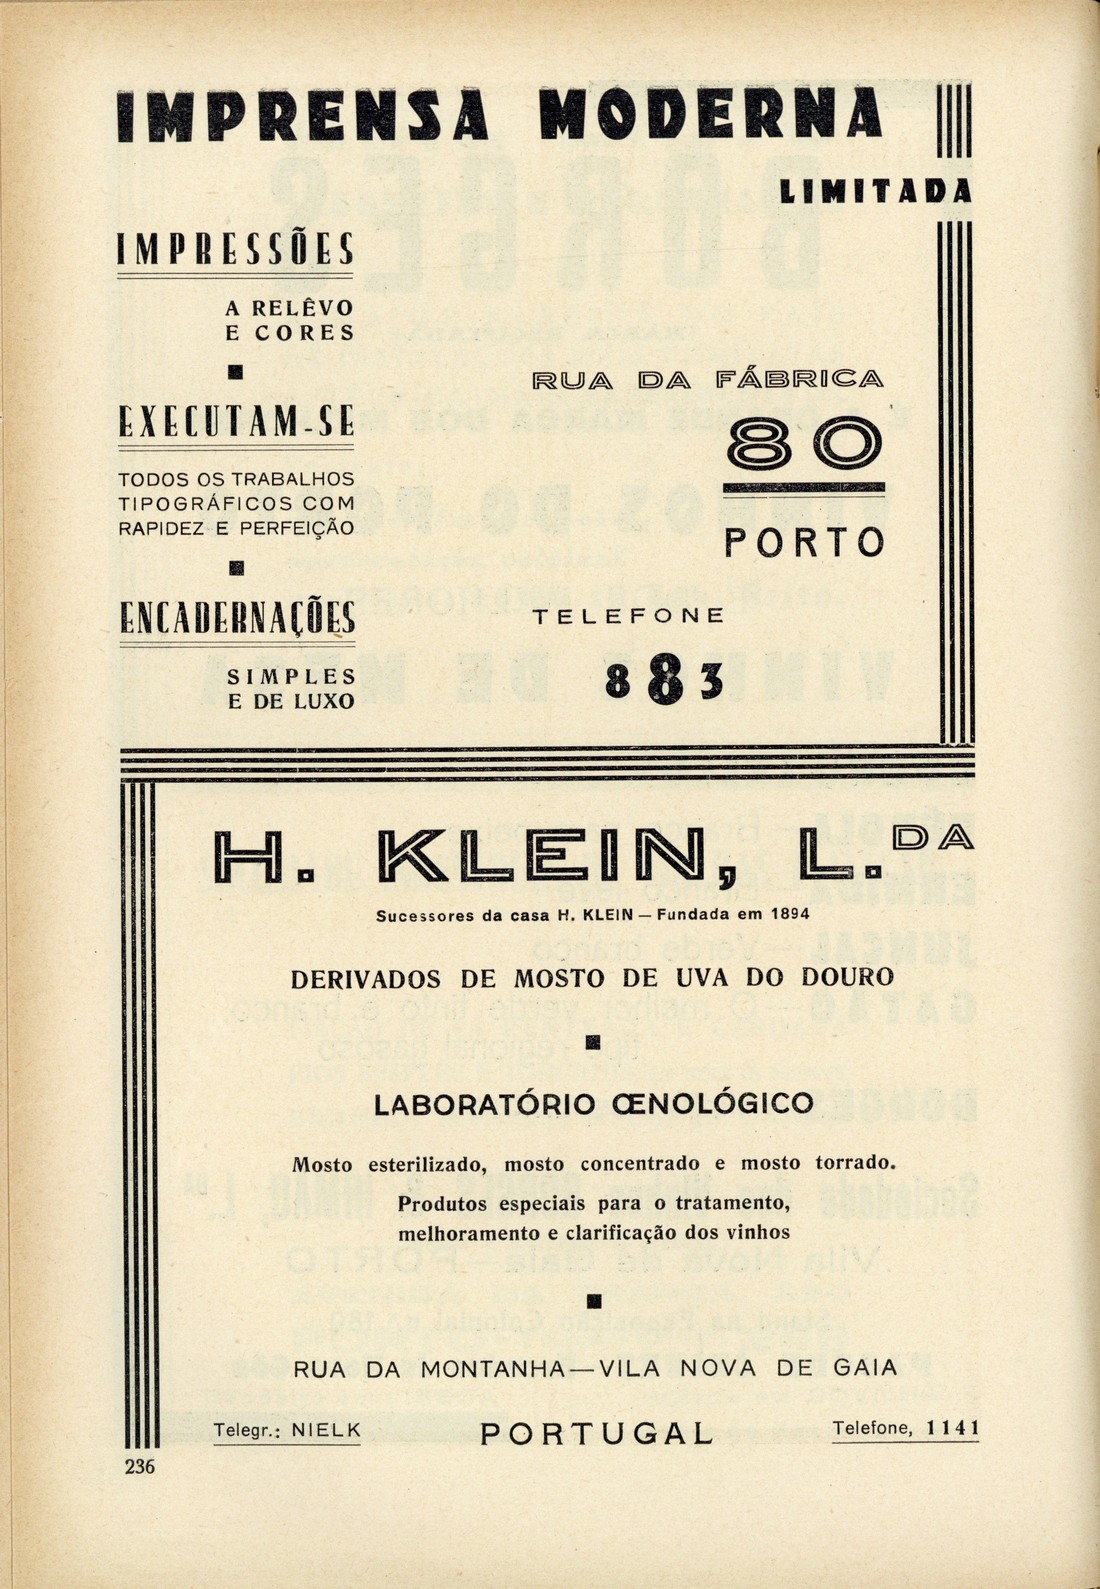 IMPRENSA MODERNA
LIMITADA
IMPRESSÕES
A RELÊVO
E CORES
EXECUTAM-SE
TODOS OS TRABALHOS
TIPOGRÁFICOS COM
RAPIDEZ E PERFEIÇÃO
ENCADERNAÇÕES
SIMPLES
E DE LUXO
RUA DA FÁBRICA
80
PORTO
TELEFONE
883
H. KLEIN, L.DA
Sucessores da casa H. KLEIN — Fundada em 1894
DERIVADOS DE MOSTO DE UVA DO DOURO
LABORATÓRIO ŒNOLÓGICO
Mosto esterilizado, mosto concentrado e mosto torrado.
Produtos especiais para o tratamento,
melhoramento e clarificação dos vinhos
RUA DA MONTANHA—VILA NOVA DE GAIA
Telegr.: NIELK PORTUGAL Telefone, 1141
236